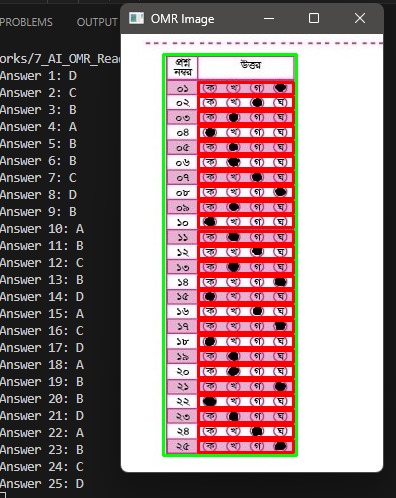 PROBLEMS OUTPUT
orks/7_AI_OMR_Rea
Answer 1: D
Answer 2: C
Answer 3: B
Answer 4: A
Answer 5: B
Answer 6: B
Answer 7: C
Answer 8: D
Answer 9: B
Answer 10: A
Answer 11: B
Answer 12: C
Answer 13: B
Answer 14: D
Answer 15: A
Answer 16: C
Answer 17: D
Answer 18: A
Answer 19: B
Answer 20: B
Answer 21: D
Answer 22: A
Answer 23: B
Answer 24: C
Answer 25: D
OMR Image
প্রশ্ন নম্বর উত্তর
০১ ক খ গ
০২ ক খ ঘ
০৩ ক গ ঘ
০৪ খ গ ঘ
০৫ ক গ ঘ
০৬ ক গ ঘ
০৭ ক খ ঘ
০৮ ক খ গ
০৯ ক গ ঘ
১০ খ গ ঘ
১১ ক গ ঘ
১২ ক খ ঘ
১৩ ক গ ঘ
১৪ ক খ গ
১৫ খ গ ঘ
১৬ ক খ ঘ
১৭ ক খ গ
১৮ খ গ ঘ
১৯ ক গ ঘ
২০ ক গ ঘ
২১ ক খ গ
২২ খ গ ঘ
২৩ ক গ ঘ
২৪ ক খ ঘ
২৫ ক খ গ